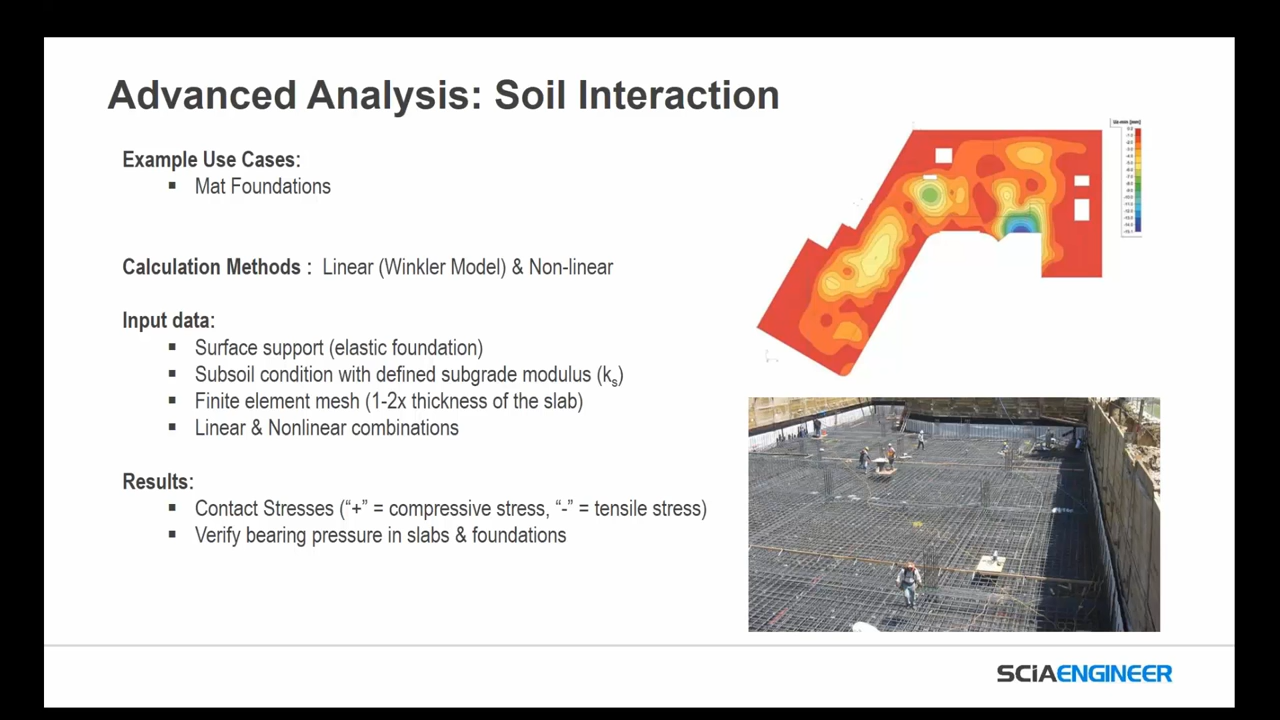 Advanced Analysis: Soil Interaction
Example Use Cases:
▪ Mat Foundations
Calculation Methods : Linear (Winkler Model) & Non-linear
Input data:
▪ Surface support (elastic foundation)
▪ Subsoil condition with defined subgrade modulus (ks)
▪ Finite element mesh (1-2x thickness of the slab)
▪ Linear & Nonlinear combinations
Results:
▪ Contact Stresses (“+” = compressive stress, “-” = tensile stress)
▪ Verify bearing pressure in slabs & foundations
SCiAENGINEER